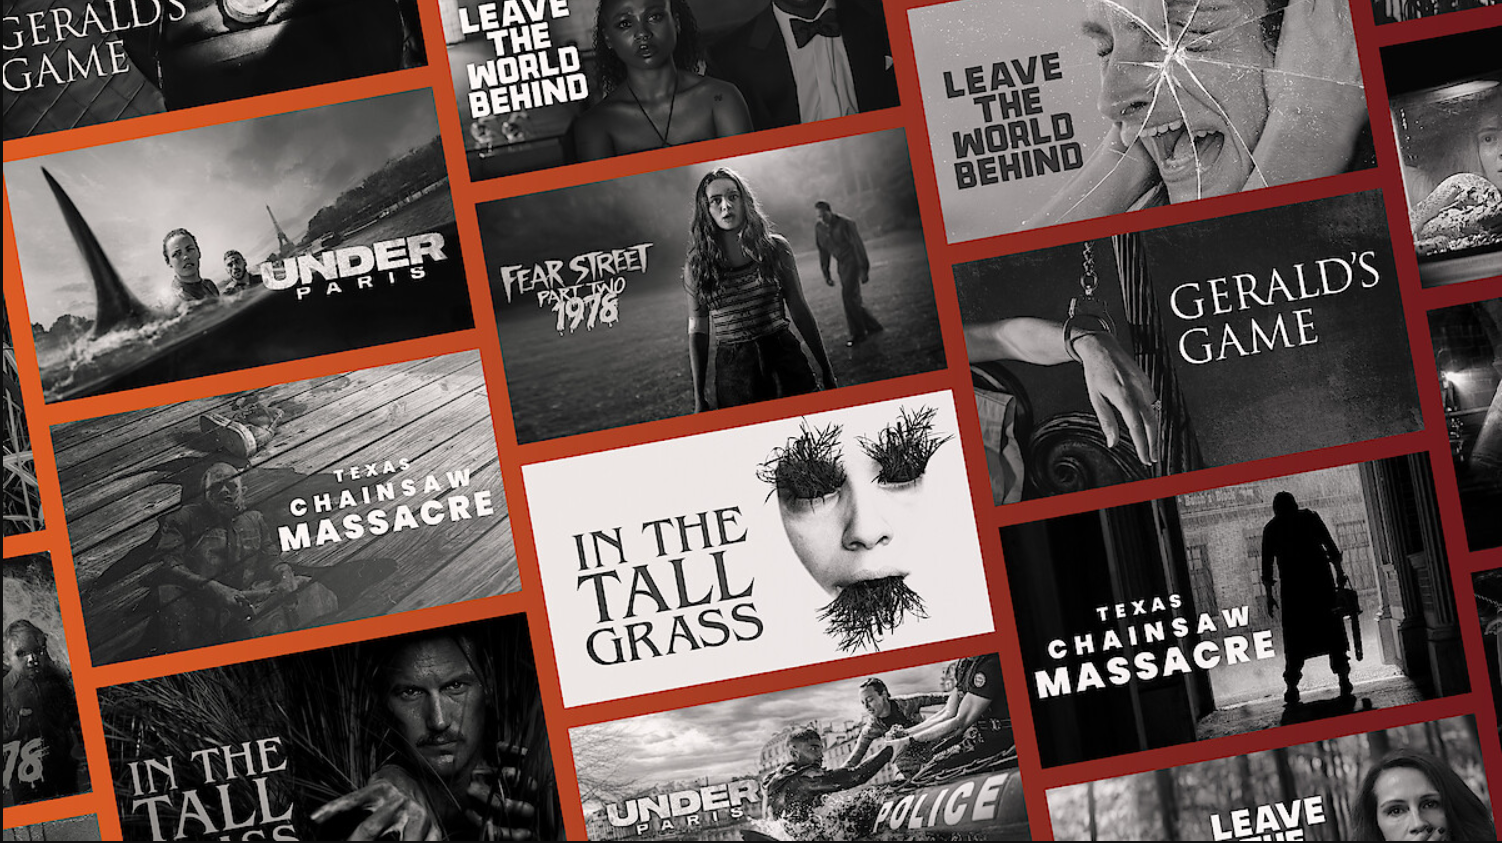 GERALD'S
GAME
LEAVE
THE
WORLD
BEHIND
LEAVE
THE
WORLD
BEHIND
UNDER
PARIS
FEAR STREET
PART TWO
1978
GERALD'S
GAME
TEXAS
CHAINSAW
MASSACRE
IN THE
TALL
GRASS
TEXAS
CHAINSAW
MASSACRE
78
IN THE
TALL
UNDER
PARIS
POLICE
LEAVE